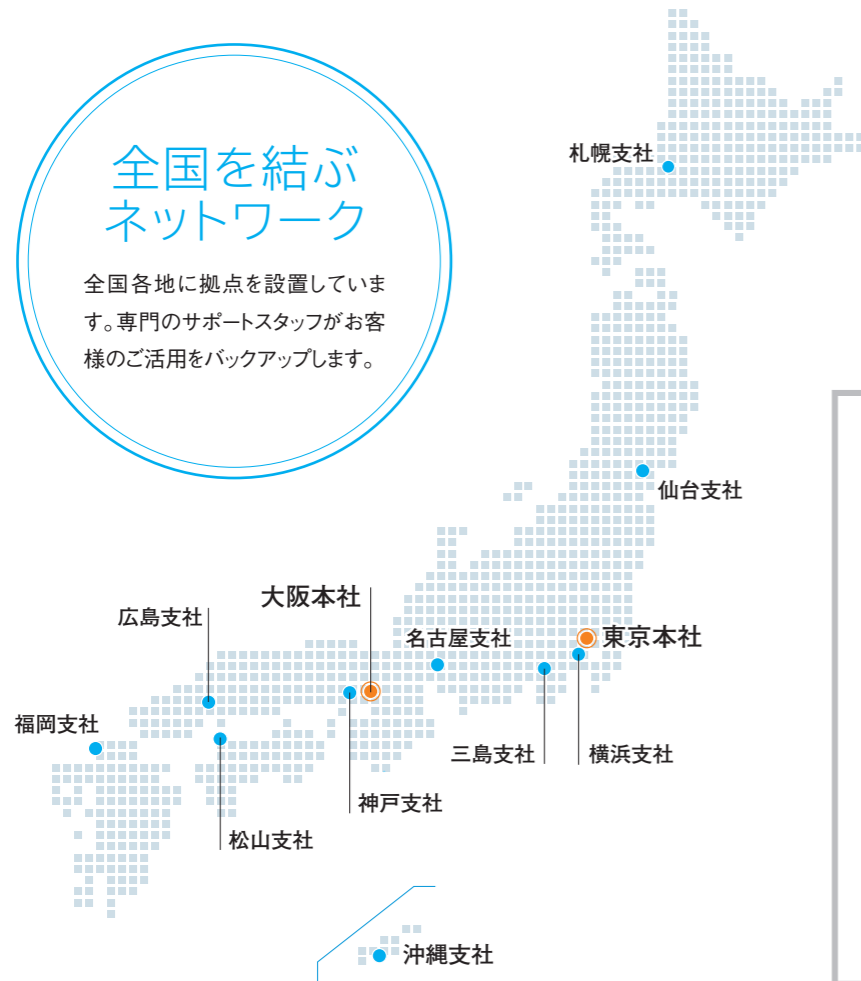 全国を結ぶ
ネットワーク
全国各地に拠点を設置していま
す。専門のサポートスタッフがお客
様のご活用をバックアップします。
札幌支社
仙台支社
大阪本社
広島支社
名古屋支社
東京本社
福岡支社
三島支社
横浜支社
神戸支社
松山支社
沖縄支社